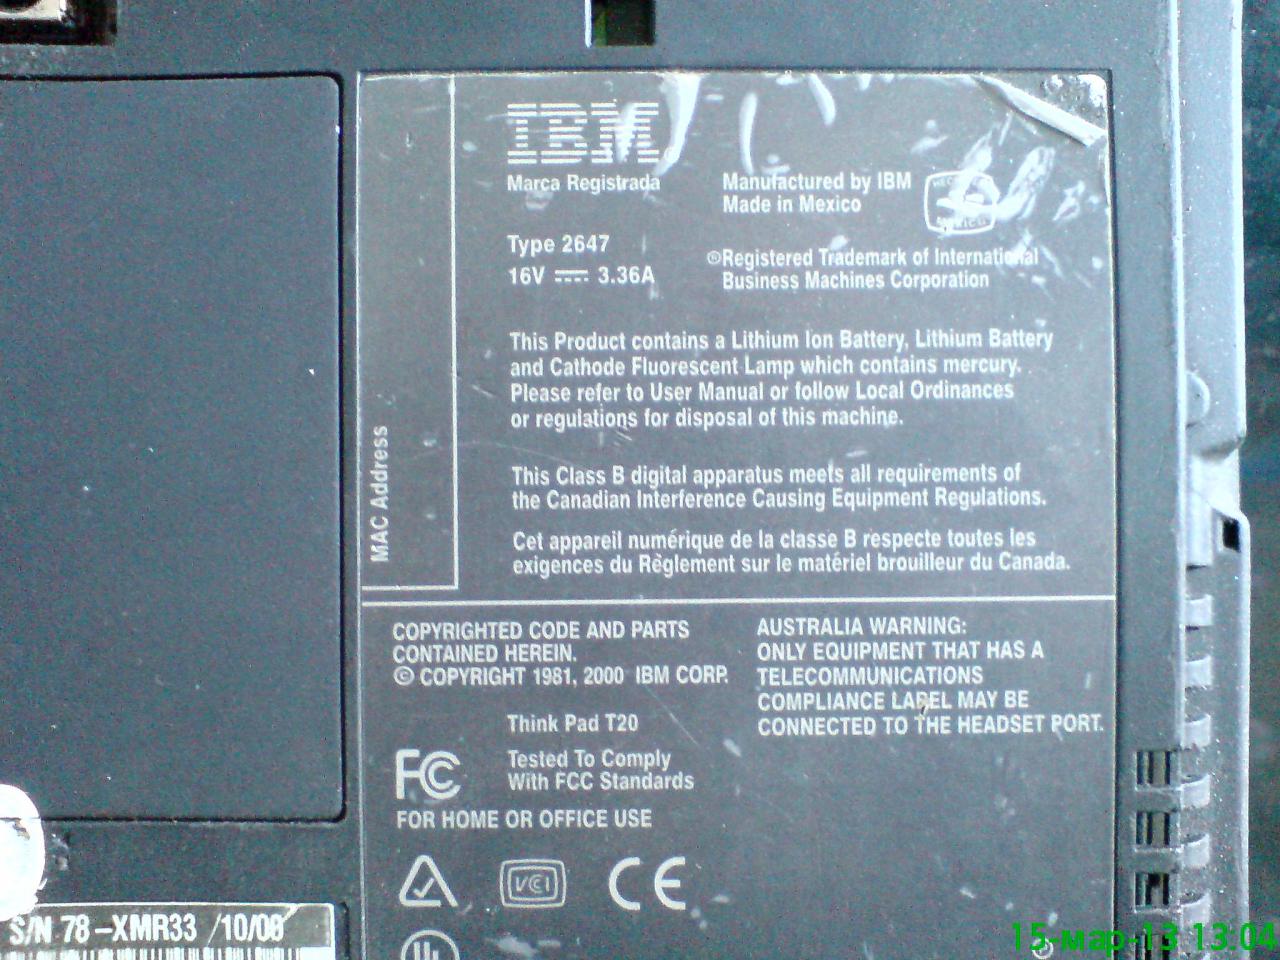 IBM
Marca Registrada
Manufactured by IBM
Made in Mexico
Type 2647
16V 3.36A
®Registered Trademark of International
Business Machines Corporation
This Product contains a Lithium Ion Battery, Lithium Battery
and Cathode Fluorescent Lamp which contains mercury.
Please refer to User Manual or follow Local Ordinances
or regulations for disposal of this machine.
MAC Address
This Class B digital apparatus meets all requirements of
the Canadian Interference Causing Equipment Regulations.
Cet appareil numérique de la classe B respecte toutes les
exigences du Règlement sur le matériel brouilleur du Canada.
COPYRIGHTED CODE AND PARTS
CONTAINED HEREIN.
© COPYRIGHT 1981, 2000 IBM CORP.
AUSTRALIA WARNING:
ONLY EQUIPMENT THAT HAS A
TELECOMMUNICATIONS
COMPLIANCE LABEL MAY BE
CONNECTED TO THE HEADSET PORT.
Think Pad T20
FC
Tested To Comply
With FCC Standards
FOR HOME OR OFFICE USE
VCI
CE
S/N 78-XMR33 /10/00
UL
15-мар-13 13:04